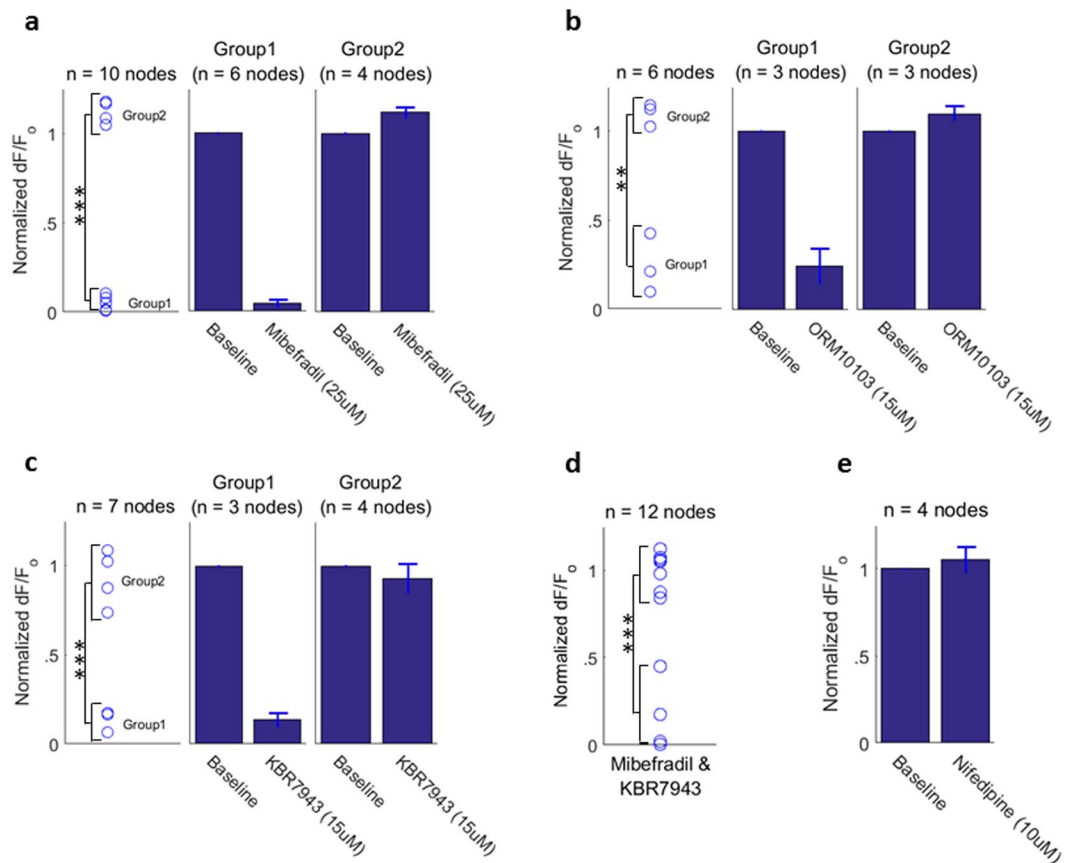 a
Group1 Group2
n = 10 nodes (n = 6 nodes) (n = 4 nodes)
Normalized dF/Fo
1
.5
0
Group2
***
Group1
Baseline
Mibefradil (25uM)
Baseline
Mibefradil (25uM)
b
Group1 Group2
n = 6 nodes (n = 3 nodes) (n = 3 nodes)
Normalized dF/Fo
1
.5
0
Group2
**
Group1
Baseline
ORM10103 (15uM)
Baseline
ORM10103 (15uM)
c
Group1 Group2
n = 7 nodes (n = 3 nodes) (n = 4 nodes)
Normalized dF/Fo
1
.5
0
Group2
***
Group1
Baseline
KBR7943 (15uM)
Baseline
KBR7943 (15uM)
d
n = 12 nodes
Normalized dF/Fo
1
.5
0
***
Mibefradil &
KBR7943
e
n = 4 nodes
Normalized dF/Fo
1
.5
0
Baseline
Nifedipine (10uM)